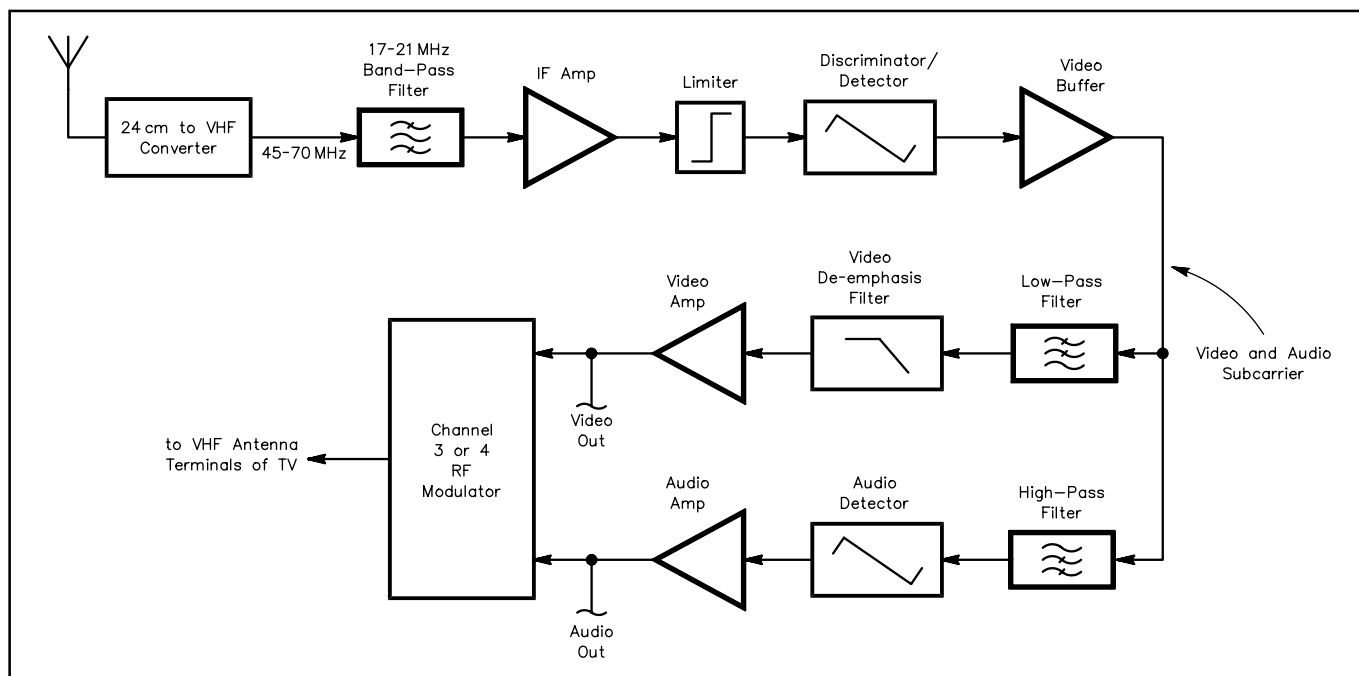 17-21 MHz
Band-Pass
Filter
IF Amp
Limiter
Discriminator/
Detector
Video
Buffer
24 cm to VHF
Converter
45-70 MHz
Video
Amp
Video
De-emphasis
Filter
Low-Pass
Filter
Video and Audio
Subcarrier
Video
Out
Channel
3 or 4
RF
Modulator
to VHF Antenna
Terminals of TV
Audio
Amp
Audio
Detector
High-Pass
Filter
Audio
Out